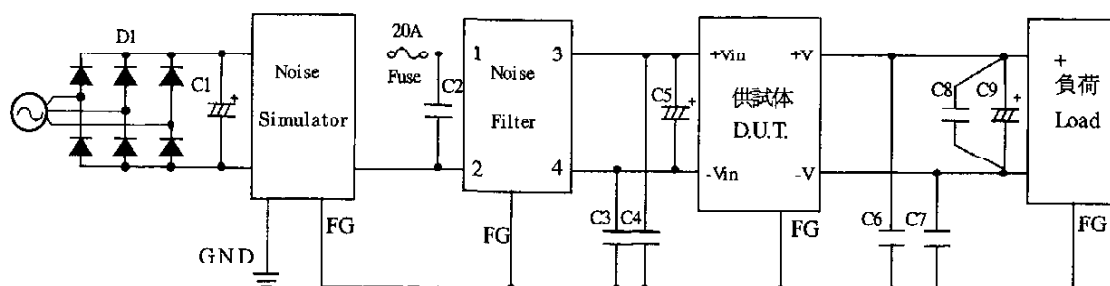 D1
C1
+
Noise
Simulator
GND
FG
20A
Fuse
C2
1
2
3
4
Noise
Filter
FG
C3
C4
C5
+
+Vin
-Vin
供試体
D.U.T.
+V
-V
FG
C6
C7
C8
C9
+
+
負荷
Load
FG